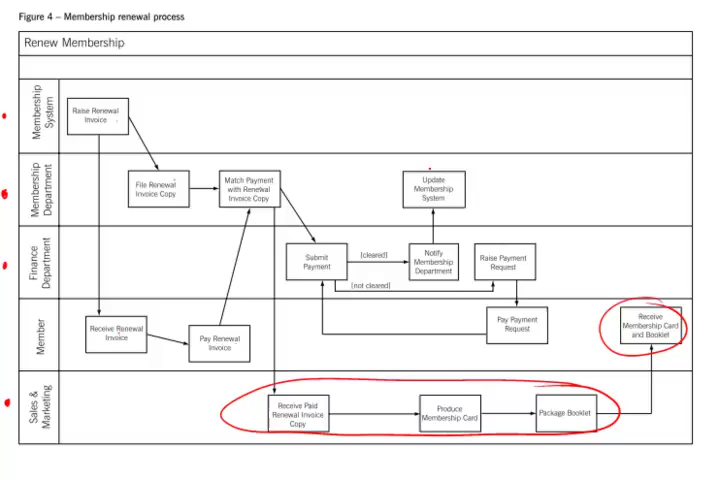 Figure 4 – Membership renewal process
Renew Membership
Membership
System
Raise Renewal
Invoice
Membership
Department
File Renewal
Invoice Copy
Match Payment
with Renewal
Invoice Copy
Update
Membership
System
Finance
Department
Submit
Payment
[cleared]
[not cleared]
Notify
Membership
Department
Raise Payment
Request
Member
Receive Renewal
Invoice
Pay Renewal
Invoice
Pay Payment
Request
Receive
Membership Card
and Booklet
Sales &
Marketing
Receive Paid
Renewal Invoice
Copy
Produce
Membership Card
Package Booklet